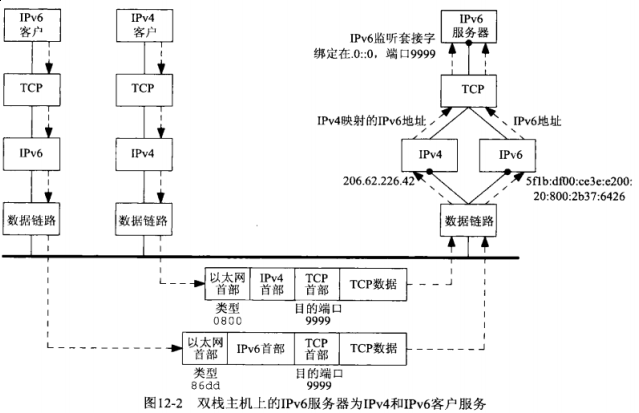 IPv6
客户
IPv4
客户
IPv6监听套接字
绑定在.0::0，端口9999
IPv6
服务器
TCP
TCP
TCP
IPv4映射的IPv6地址
IPv6地址
IPv6
IPv4
IPv4
IPv6
206.62.226.42
5f1b:df00:ce3e:e200:
20:800:2b37:6426
数据链路
数据链路
数据链路
以太网
首部
IPv4
首部
TCP
首部
TCP数据
类型
0800
目的端口
9999
以太网
首部
IPv6首部
TCP
首部
TCP数据
类型
86dd
目的端口
9999
图12-2 双栈主机上的IPv6服务器为IPv4和IPv6客户服务